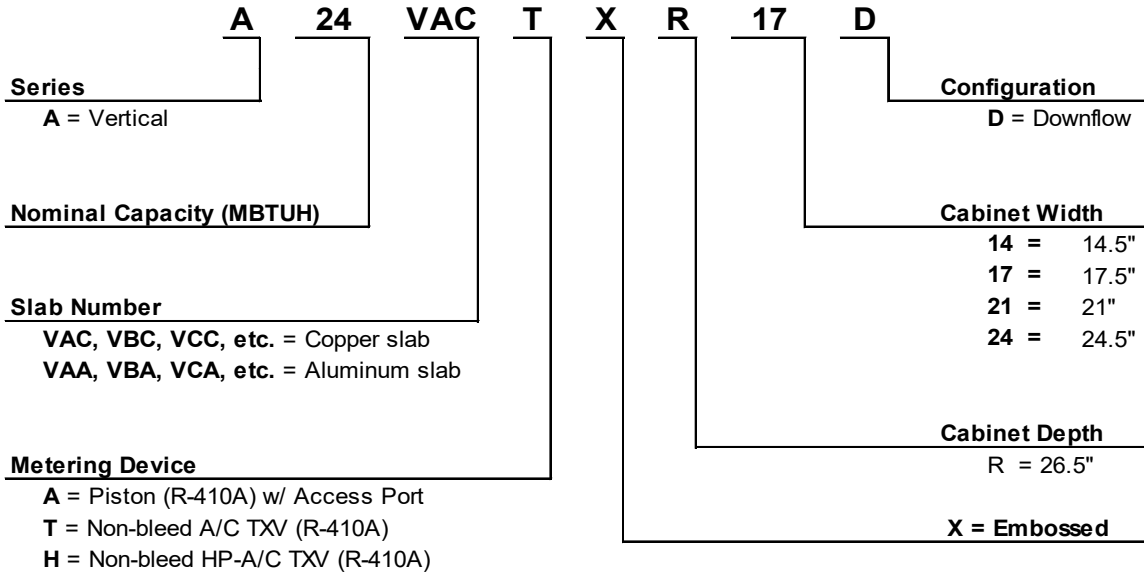 A 24 VAC T X R 17 D
Series
A = Vertical
Nominal Capacity (MBTUH)
Slab Number
VAC, VBC, VCC, etc. = Copper slab
VAA, VBA, VCA, etc. = Aluminum slab
Metering Device
A = Piston (R-410A) w/ Access Port
T = Non-bleed A/C TXV (R-410A)
H = Non-bleed HP-A/C TXV (R-410A)
Configuration
D = Downflow
Cabinet Width
14 = 14.5"
17 = 17.5"
21 = 21"
24 = 24.5"
Cabinet Depth
R = 26.5"
X = Embossed